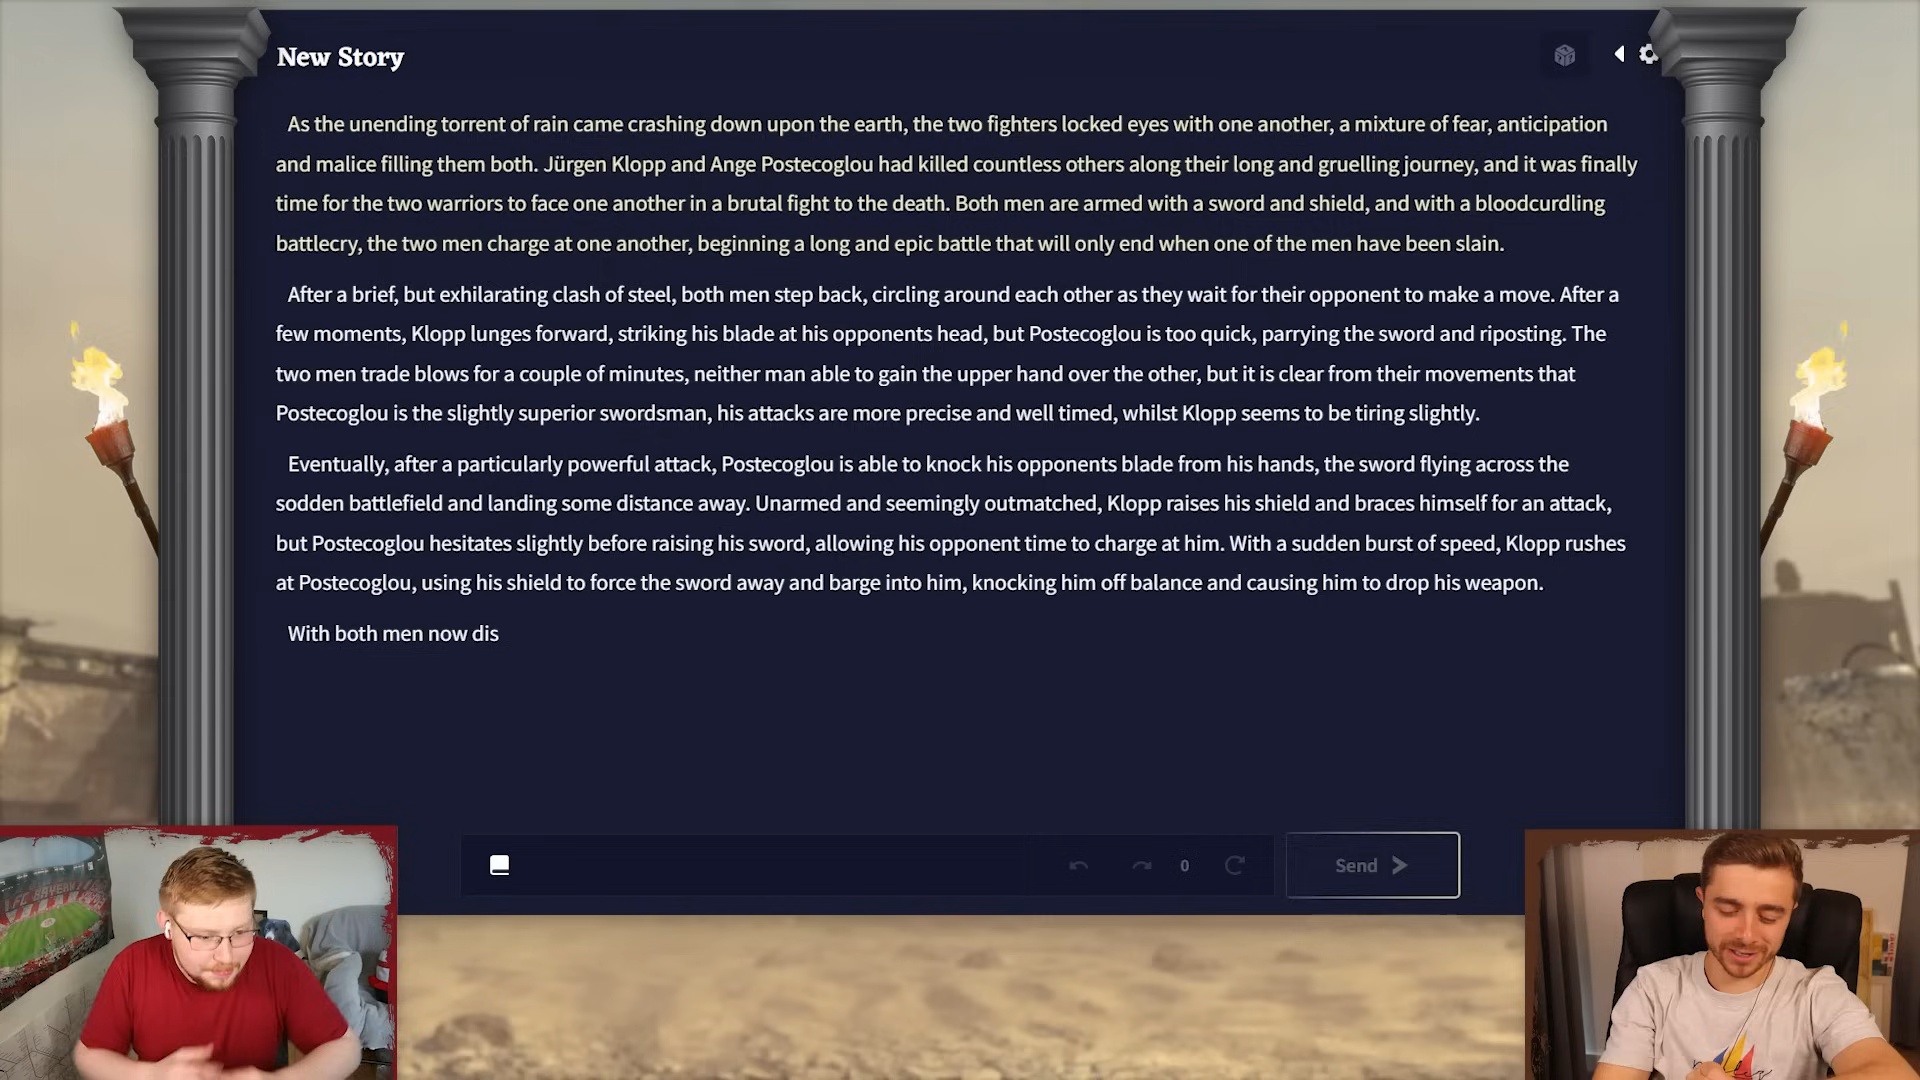 New Story
As the unending torrent of rain came crashing down upon the earth, the two fighters locked eyes with one another, a mixture of fear, anticipation
and malice filling them both. Jürgen Klopp and Ange Postecoglou had killed countless others along their long and gruelling journey, and it was finally
time for the two warriors to face one another in a brutal fight to the death. Both men are armed with a sword and shield, and with a bloodcurdling
battlecry, the two men charge at one another, beginning a long and epic battle that will only end when one of the men have been slain.
After a brief, but exhilarating clash of steel, both men step back, circling around each other as they wait for their opponent to make a move. After a
few moments, Klopp lunges forward, striking his blade at his opponents head, but Postecoglou is too quick, parrying the sword and riposting. The
two men trade blows for a couple of minutes, neither man able to gain the upper hand over the other, but it is clear from their movements that
Postecoglou is the slightly superior swordsman, his attacks are more precise and well timed, whilst Klopp seems to be tiring slightly.
Eventually, after a particularly powerful attack, Postecoglou is able to knock his opponents blade from his hands, the sword flying across the
sodden battlefield and landing some distance away. Unarmed and seemingly outmatched, Klopp raises his shield and braces himself for an attack,
but Postecoglou hesitates slightly before raising his sword, allowing his opponent time to charge at him. With a sudden burst of speed, Klopp rushes
at Postecoglou, using his shield to force the sword away and barge into him, knocking him off balance and causing him to drop his weapon.
With both men now dis
0
Send
FC BAYERN